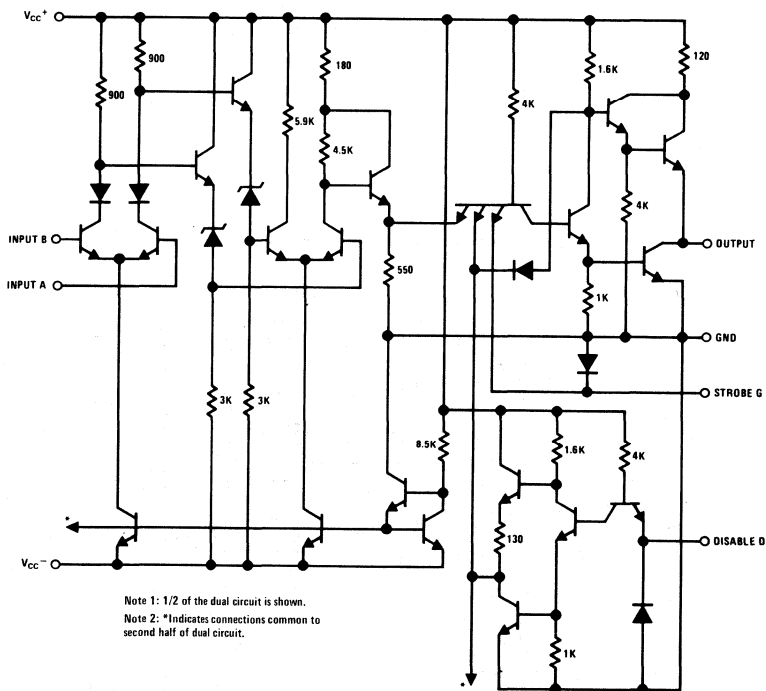 VCC+
900
900
180
1.6K
120
5.9K
4K
4.5K
4K
INPUT B
OUTPUT
550
INPUT A
1K
GND
3K
3K
STROBE G
8.5K
1.6K
4K
*
130
DISABLE D
VCC−
Note 1: 1/2 of the dual circuit is shown.
Note 2: *Indicates connections common to
second half of dual circuit.
1K
*